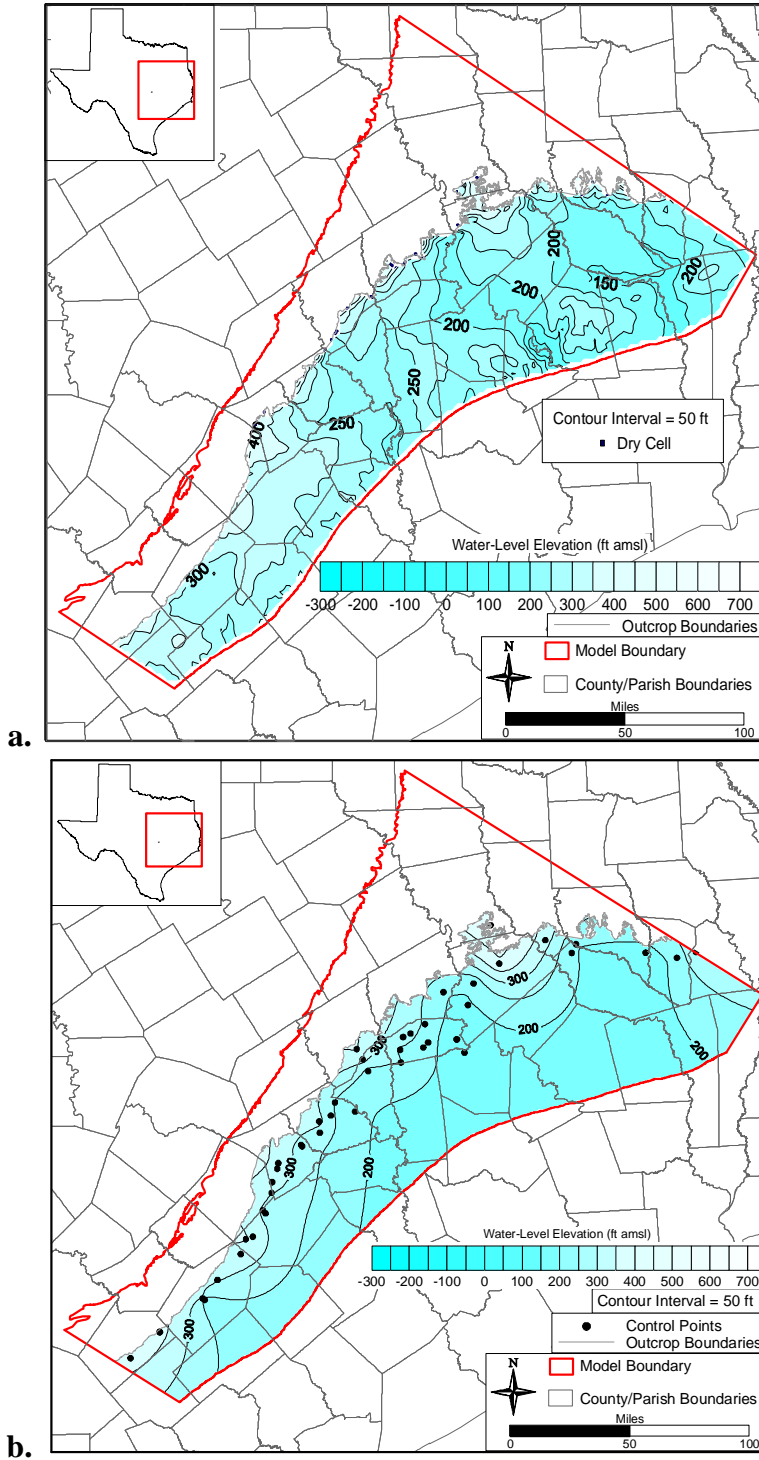 200
200
150
200
200
200
250
250
400
300
Contour Interval = 50 ft
Dry Cell
Water-Level Elevation (ft amsl)
-300 -200 -100 0 100 200 300 400 500 600 700
Outcrop Boundaries
N
Model Boundary
County/Parish Boundaries
Miles
0 50 100
a.
300
200
300
200
300
200
300
Water-Level Elevation (ft amsl)
-300 -200 -100 0 100 200 300 400 500 600 700
Contour Interval = 50 ft
Control Points
Outcrop Boundaries
N
Model Boundary
County/Parish Boundaries
Miles
0 50 100
b.